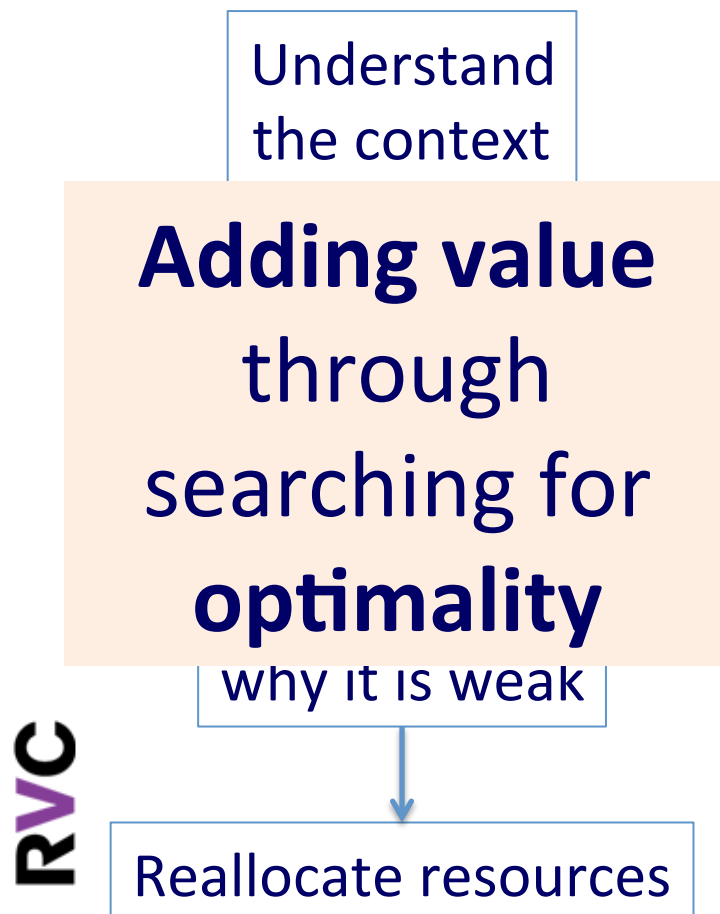 Understand
the context
Adding value
through
searching for
optimality
why it is weak
RVC
Reallocate resources